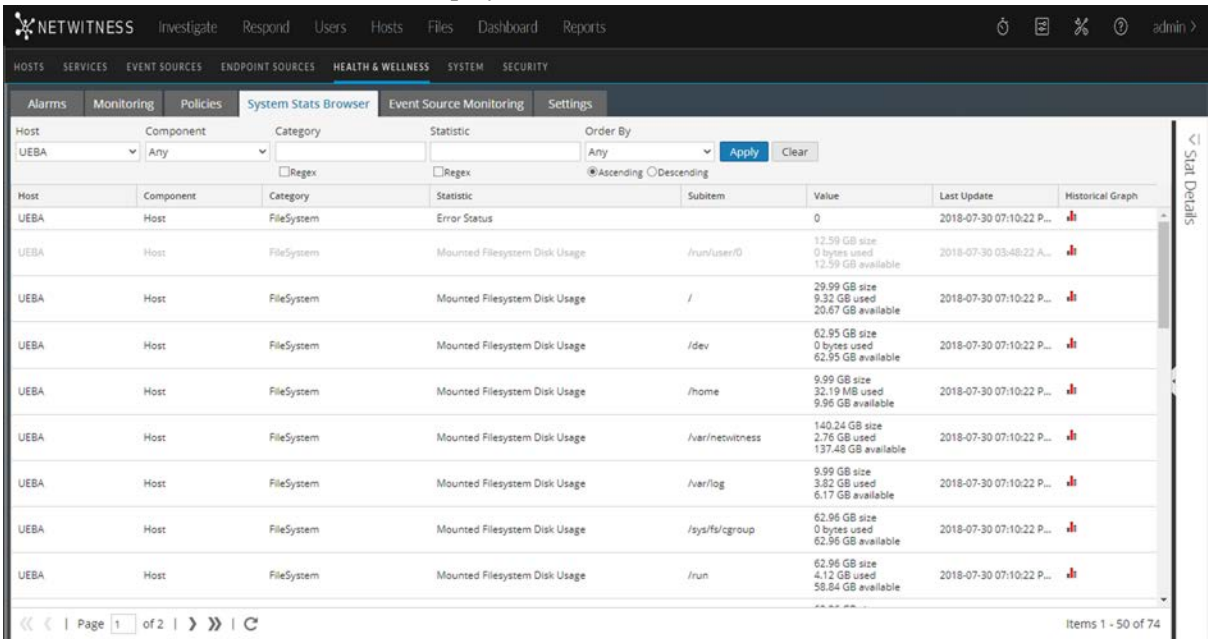 NETWITNESS Investigate Respond Users Hosts Files Dashboard Reports admin >
HOSTS SERVICES EVENT SOURCES ENDPOINT SOURCES HEALTH & WELLNESS SYSTEM SECURITY
Alarms Monitoring Policies System Stats Browser Event Source Monitoring Settings
Host Component Category Statistic Order By
UEBA Any Any Apply Clear
Regex Regex Ascending Descending
Stat Details
Host Component Category Statistic Subitem Value Last Update Historical Graph
UEBA Host FileSystem Error Status 0 2018-07-30 07:10:22 P...
12.59 GB size
UEBA Host FileSystem Mounted Filesystem Disk Usage /run/user/0 0 bytes used 2018-07-30 03:48:22 A...
12.59 GB available
29.99 GB size
UEBA Host FileSystem Mounted Filesystem Disk Usage / 9.32 GB used 2018-07-30 07:10:22 P...
20.67 GB available
62.95 GB size
UEBA Host FileSystem Mounted Filesystem Disk Usage /dev 0 bytes used 2018-07-30 07:10:22 P...
62.95 GB available
9.99 GB size
UEBA Host FileSystem Mounted Filesystem Disk Usage /home 32.19 MB used 2018-07-30 07:10:22 P...
9.96 GB available
140.24 GB size
UEBA Host FileSystem Mounted Filesystem Disk Usage /var/netwitness 2.76 GB used 2018-07-30 07:10:22 P...
137.48 GB available
9.99 GB size
UEBA Host FileSystem Mounted Filesystem Disk Usage /var/log 3.82 GB used 2018-07-30 07:10:22 P...
6.17 GB available
62.96 GB size
UEBA Host FileSystem Mounted Filesystem Disk Usage /sys/fs/cgroup 0 bytes used 2018-07-30 07:10:22 P...
62.96 GB available
62.96 GB size
UEBA Host FileSystem Mounted Filesystem Disk Usage /run 4.12 GB used 2018-07-30 07:10:22 P...
58.84 GB available
Page 1 of 2 Items 1 - 50 of 74